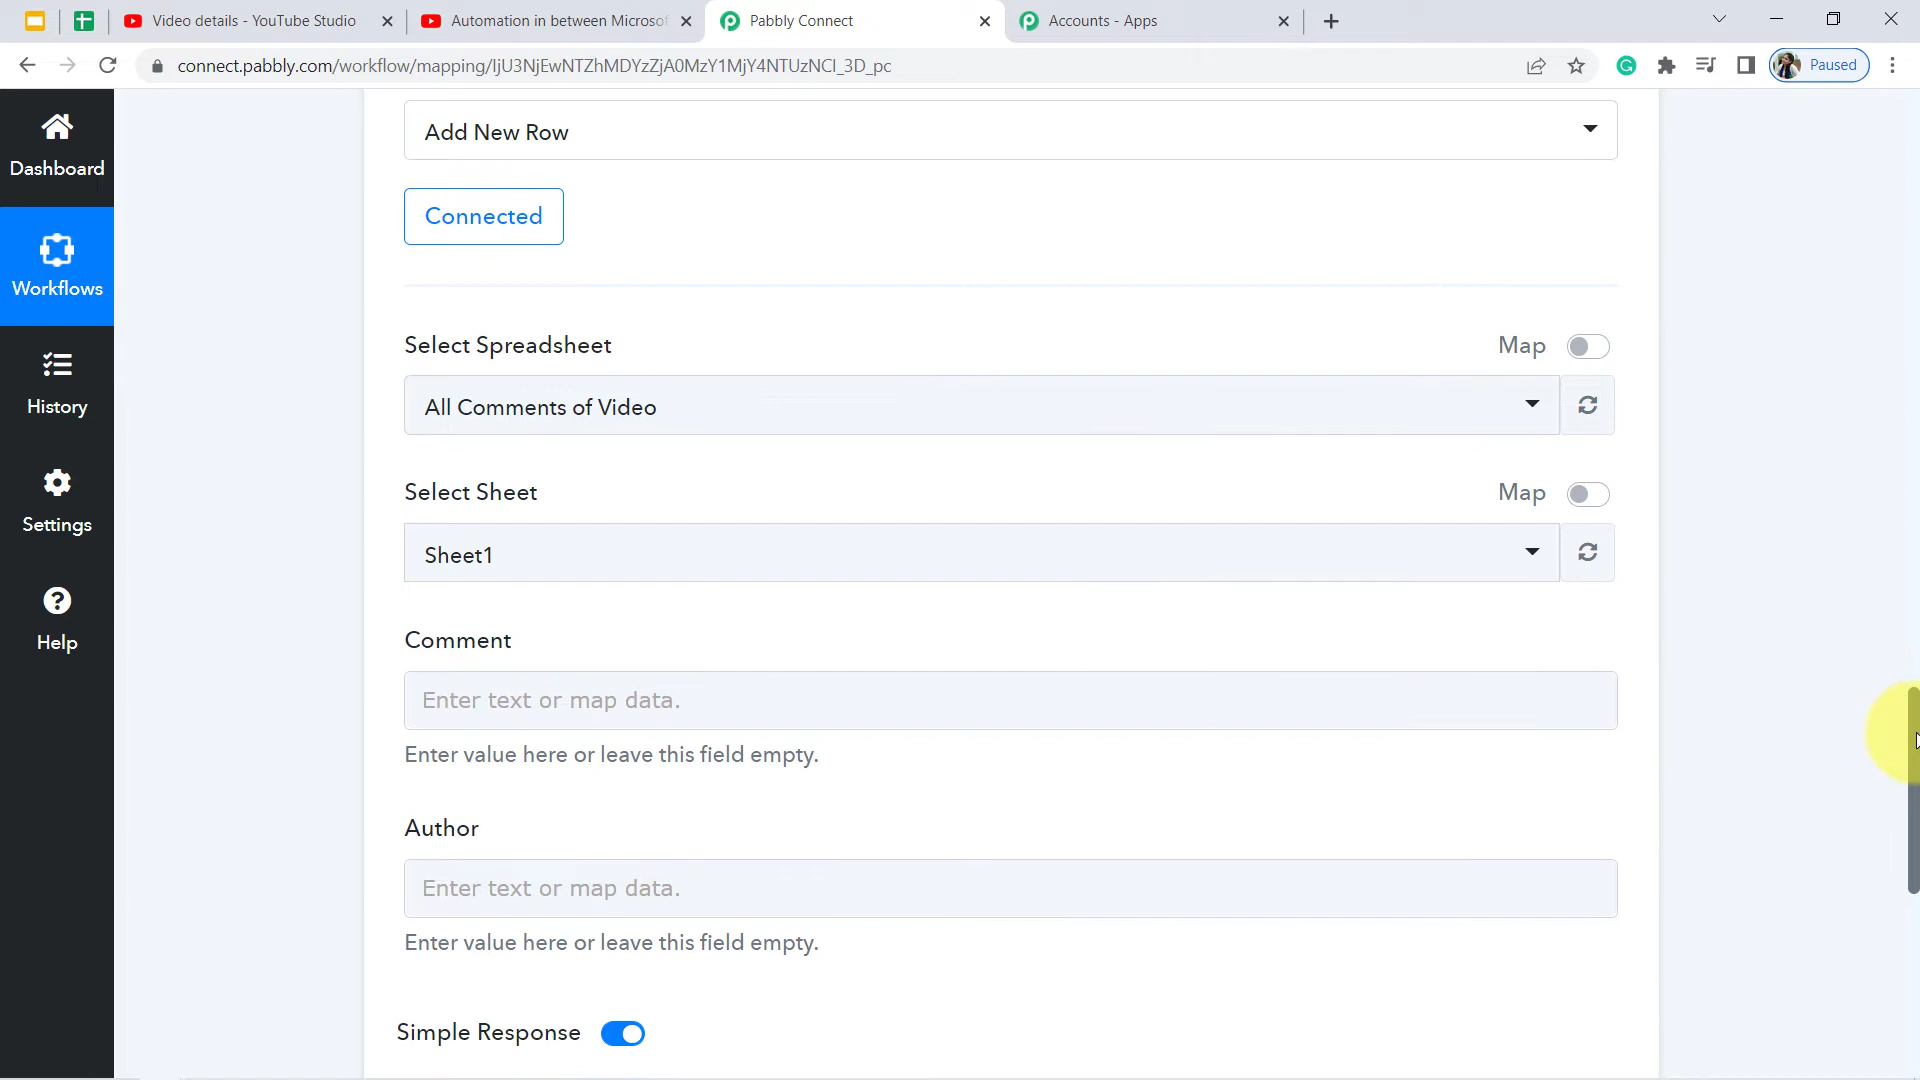 Video details - YouTube Studio
Automation in between Microsof
Pabbly Connect
Accounts - Apps
connect.pabbly.com/workflow/mapping/IjU3NjEwNTZhMDYzZjA0MzY1MjY4NTUzNCI_3D_pc
Paused
Dashboard
Workflows
History
Settings
Help
Add New Row
Connected
Select Spreadsheet
Map
All Comments of Video
Select Sheet
Map
Sheet1
Comment
Enter text or map data.
Enter value here or leave this field empty.
Author
Enter text or map data.
Enter value here or leave this field empty.
Simple Response